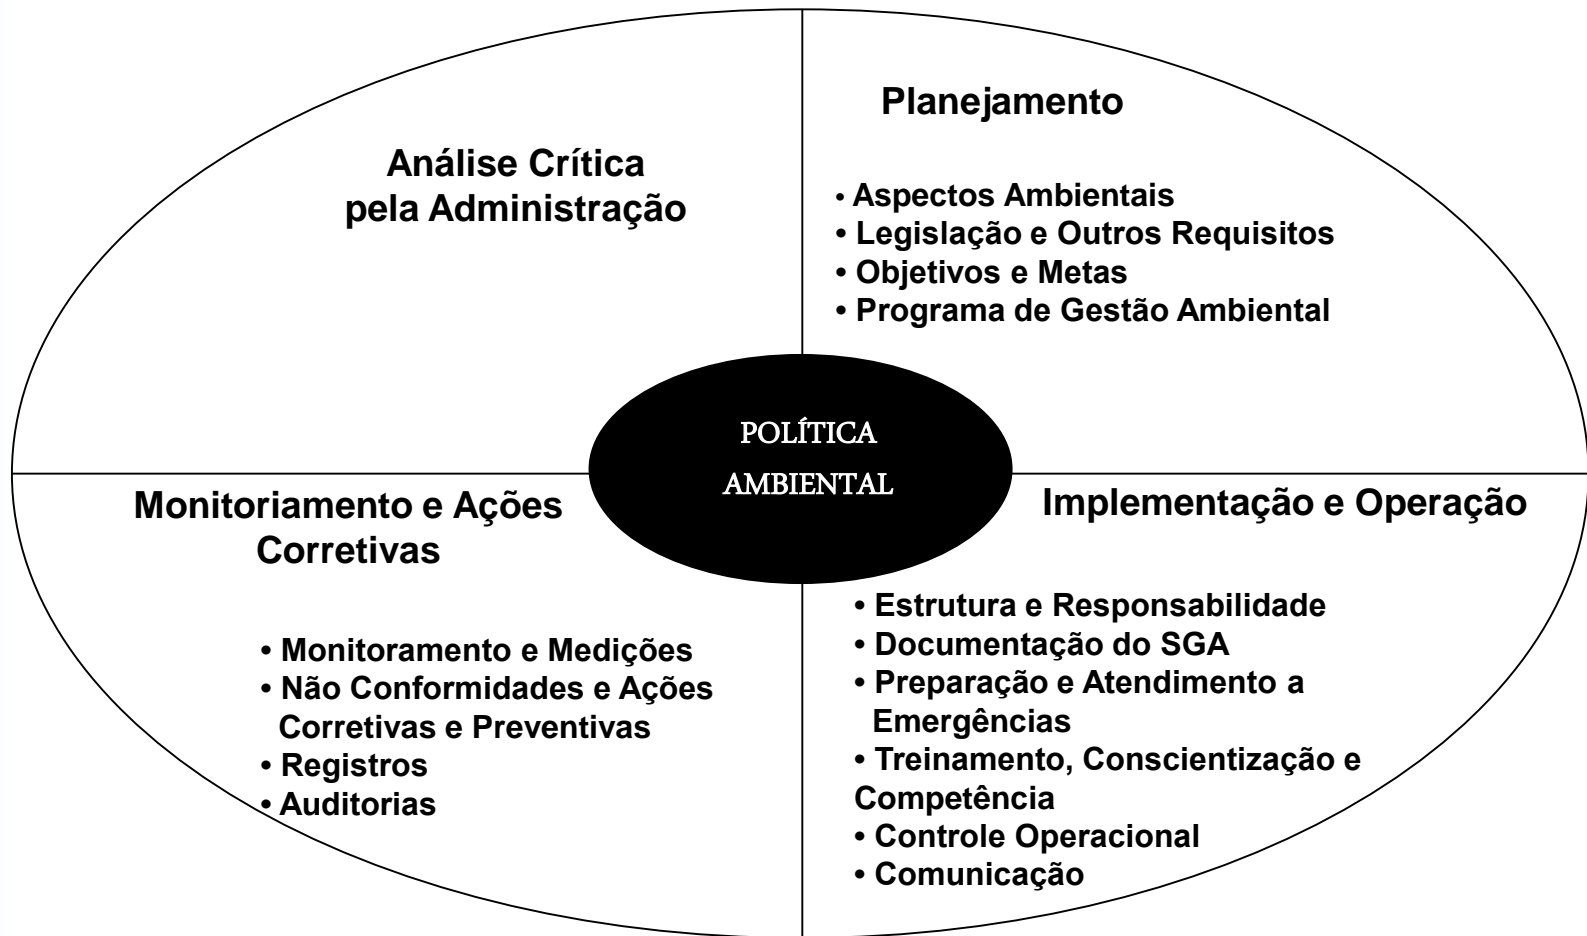 Análise Crítica
pela Administração
Planejamento
• Aspectos Ambientais
• Legislação e Outros Requisitos
• Objetivos e Metas
• Programa de Gestão Ambiental
POLÍTICA
AMBIENTAL
Monitoriamento e Ações
Corretivas
• Monitoramento e Medições
• Não Conformidades e Ações
Corretivas e Preventivas
• Registros
• Auditorias
Implementação e Operação
• Estrutura e Responsabilidade
• Documentação do SGA
• Preparação e Atendimento a
Emergências
• Treinamento, Conscientização e
Competência
• Controle Operacional
• Comunicação